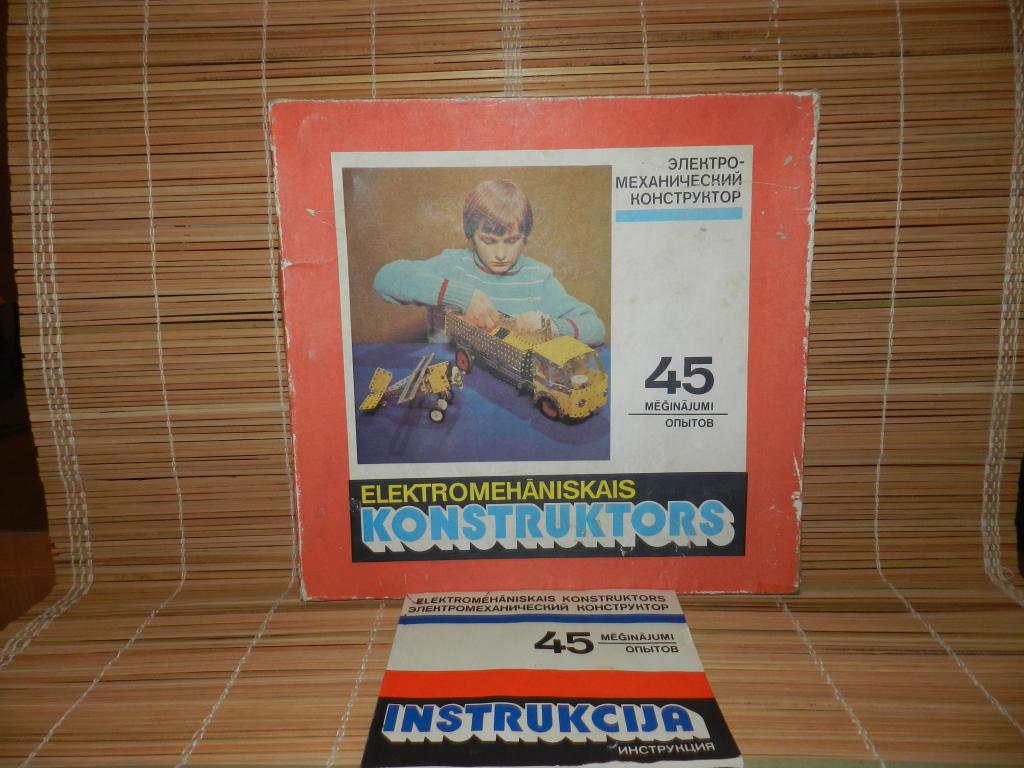 ЭЛЕКТРО-
МЕХАНИЧЕСКИЙ
КОНСТРУКТОР
45
MĒĢINĀJUMI
ОПЫТОВ
ELEKTROMEHĀNISKAIS
KONSTRUKTORS
ELEKTROMEHĀNISKAIS KONSTRUKTORS
ЭЛЕКТРОМЕХАНИЧЕСКИЙ КОНСТРУКТОР
45 MĒĢINĀJUMI
ОПЫТОВ
INSTRUKCIJA
ИНСТРУКЦИЯ